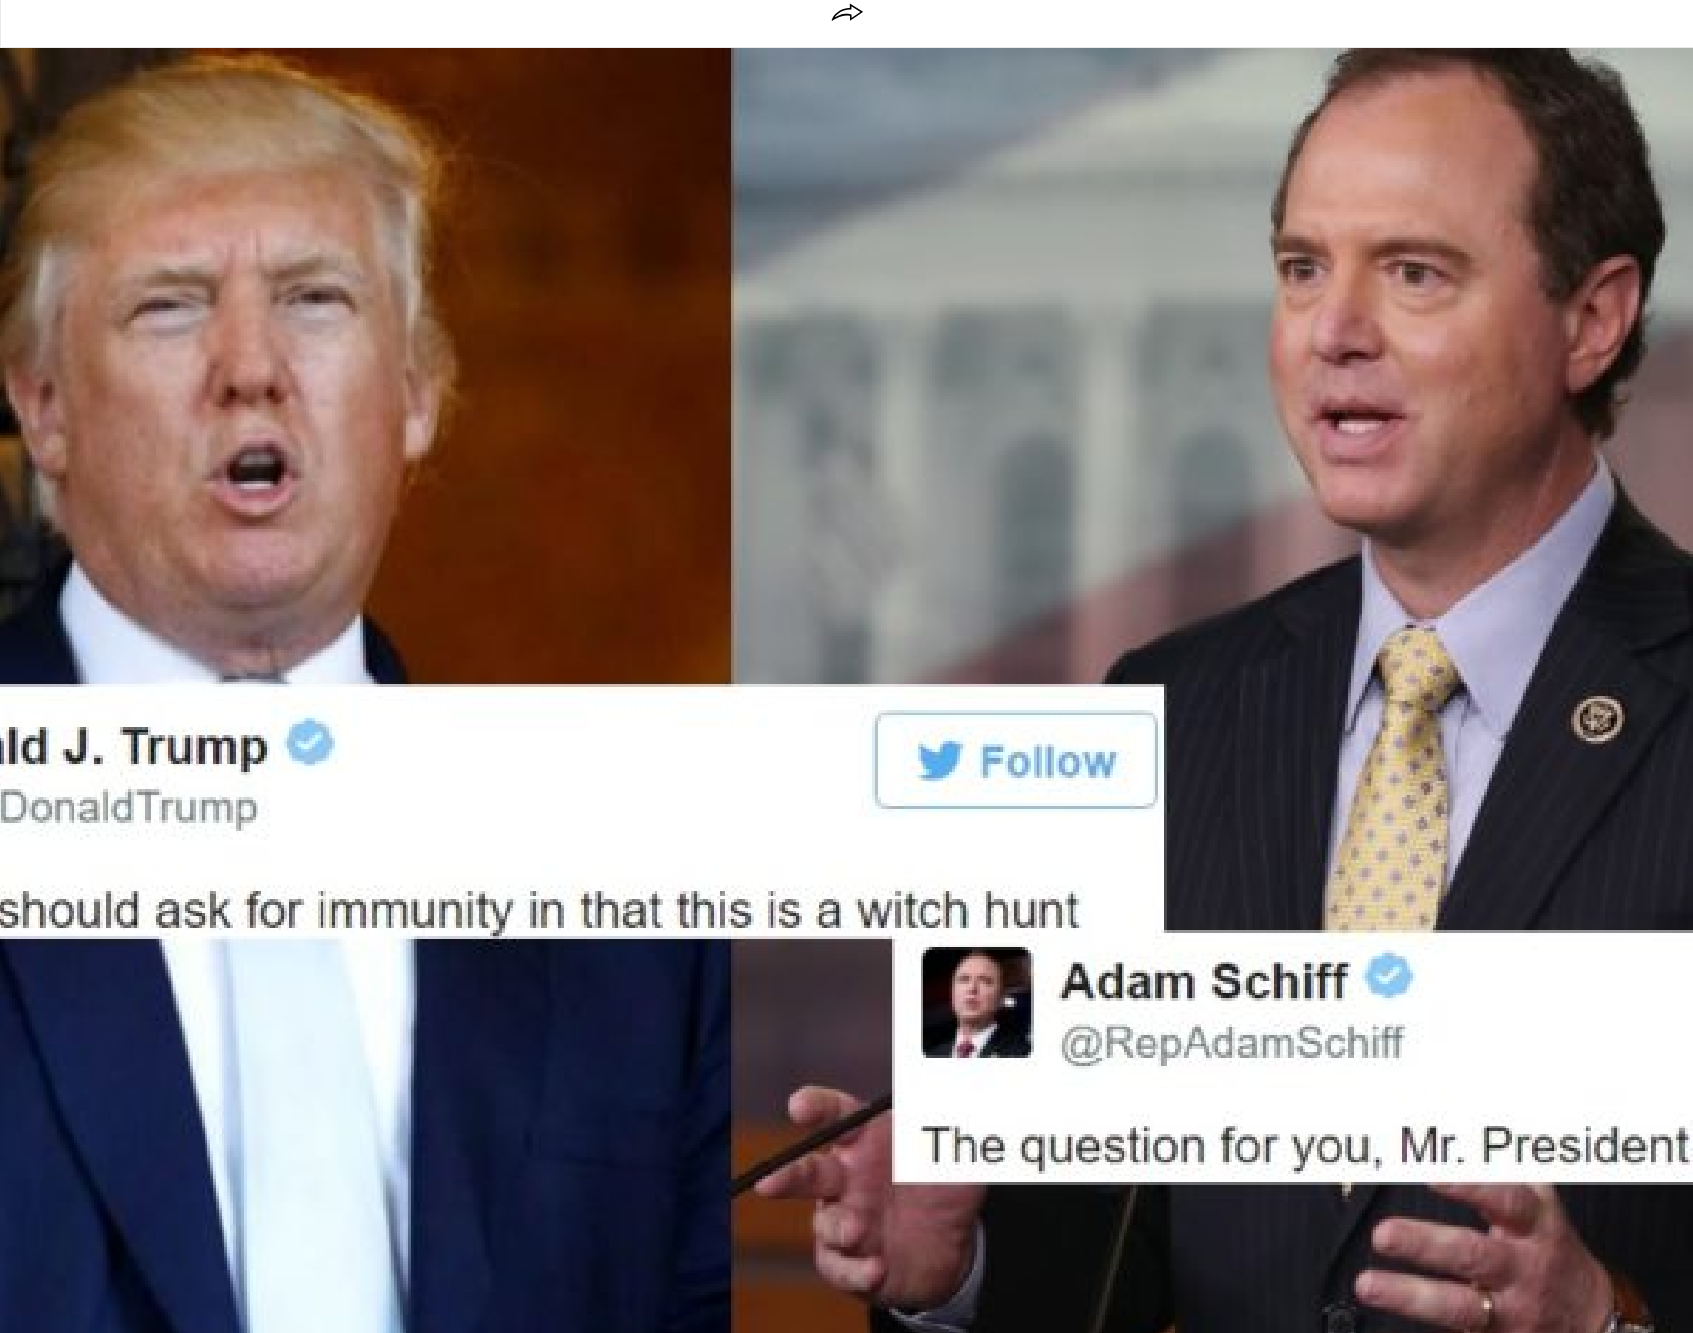 ald J. Trump
DonaldTrump
Follow
should ask for immunity in that this is a witch hunt
Adam Schiff
@RepAdamSchiff
The question for you, Mr. President